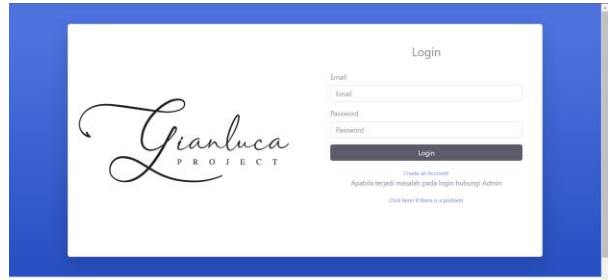 Gianluca
PROJECT
Login
Email
Email
Password
Password
Login
Create an Account!
Apabila terjadi masalah pada login hubungi Admin
Click here! If there is a problem